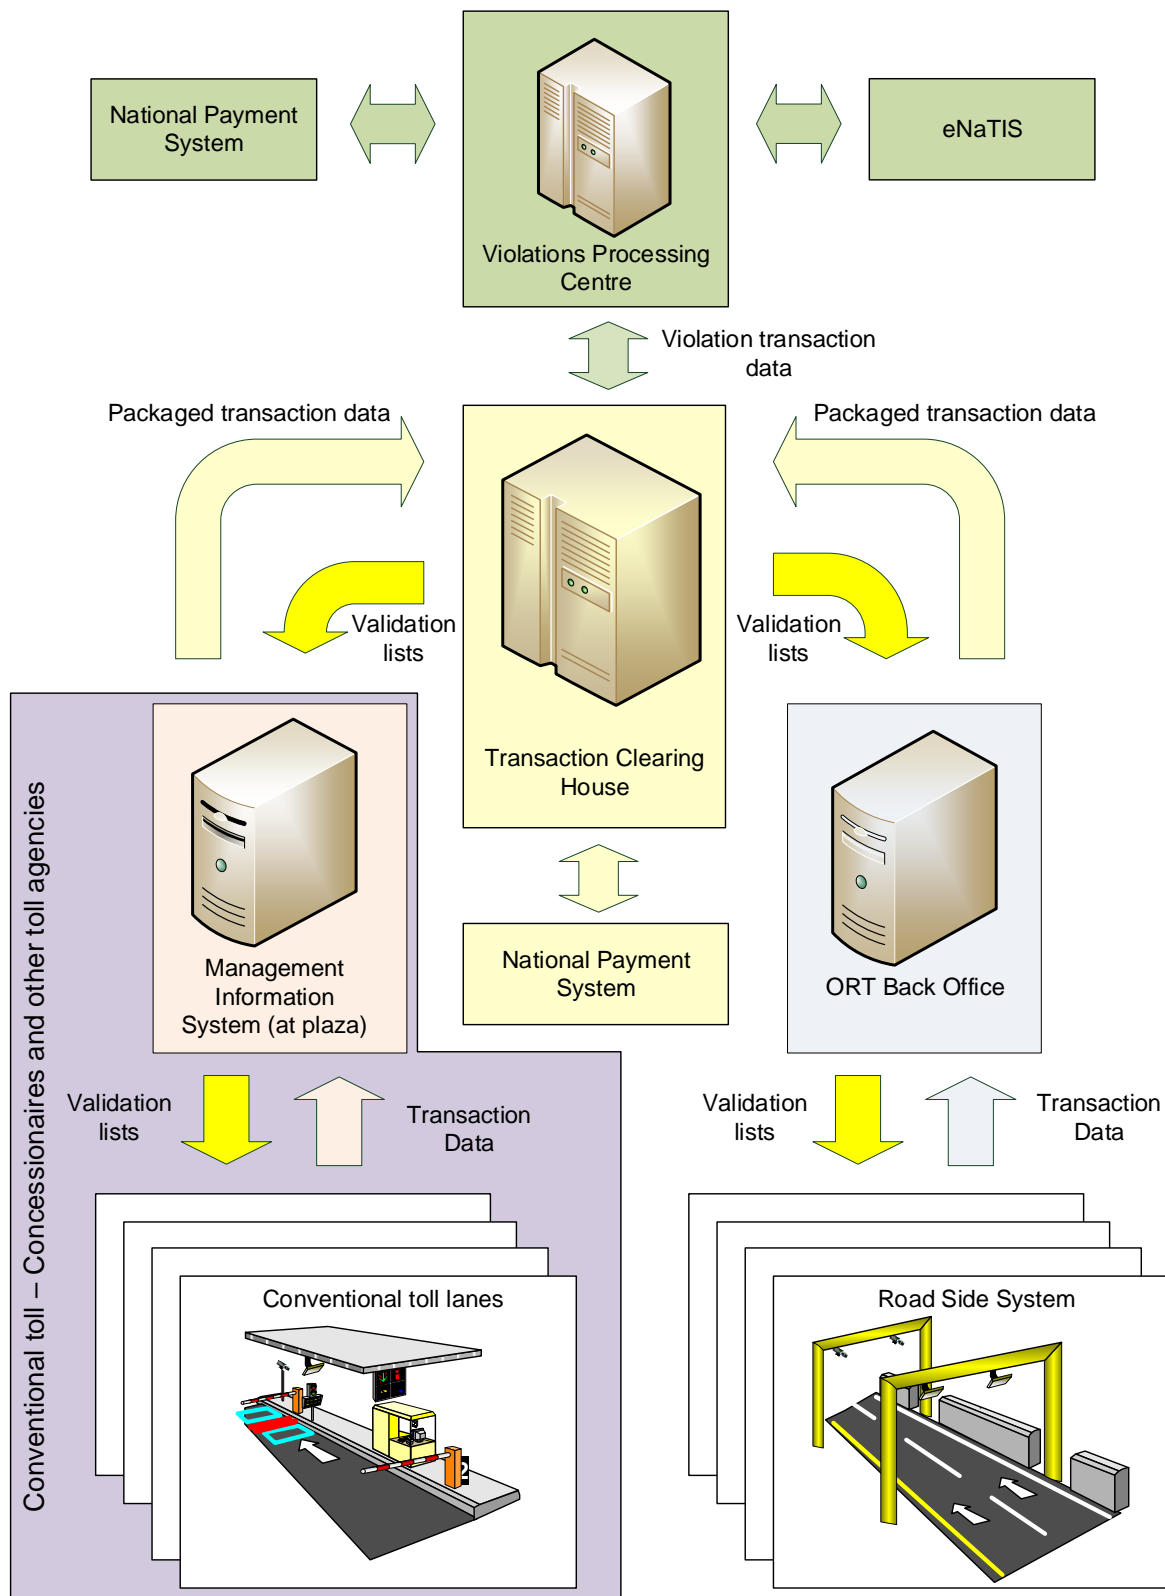 National Payment
System
eNaTIS
Violations Processing
Centre
Violation transaction
data
Packaged transaction data
Packaged transaction data
Validation
lists
Validation
lists
Transaction Clearing
House
Conventional toll – Concessionaires and other toll agencies
Management
Information
System (at plaza)
National Payment
System
ORT Back Office
Validation
lists
Transaction
Data
Validation
lists
Transaction
Data
Conventional toll lanes
2
Road Side System